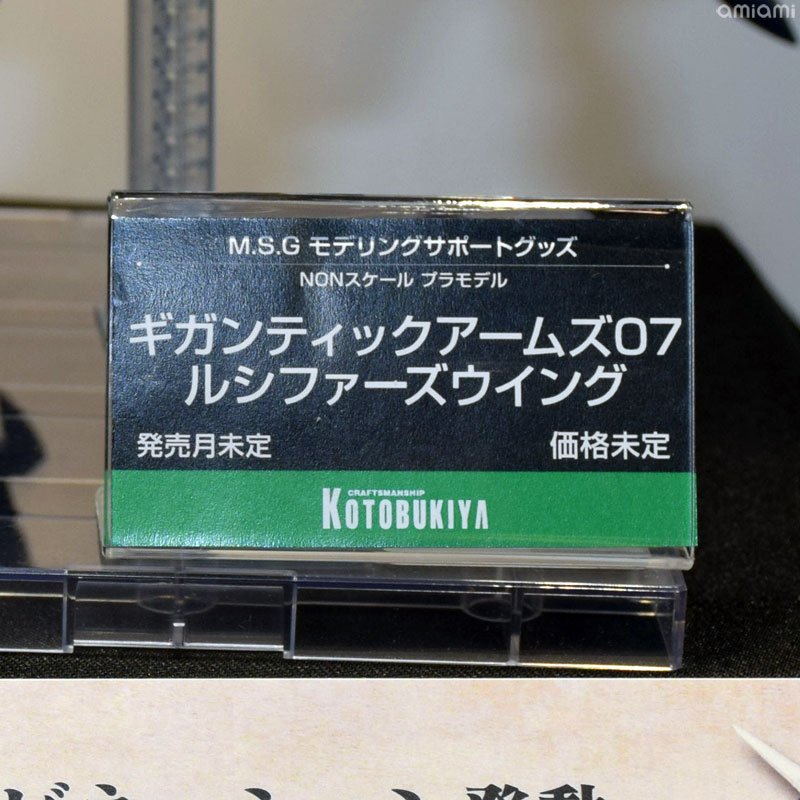 amiami
M.S.G モデリングサポートグッズ
NONスケール プラモデル
ギガンティックアームズ07
ルシファーズウイング
発売月未定
価格未定
CRAFTSMANSHIP
KOTOBUKIYA